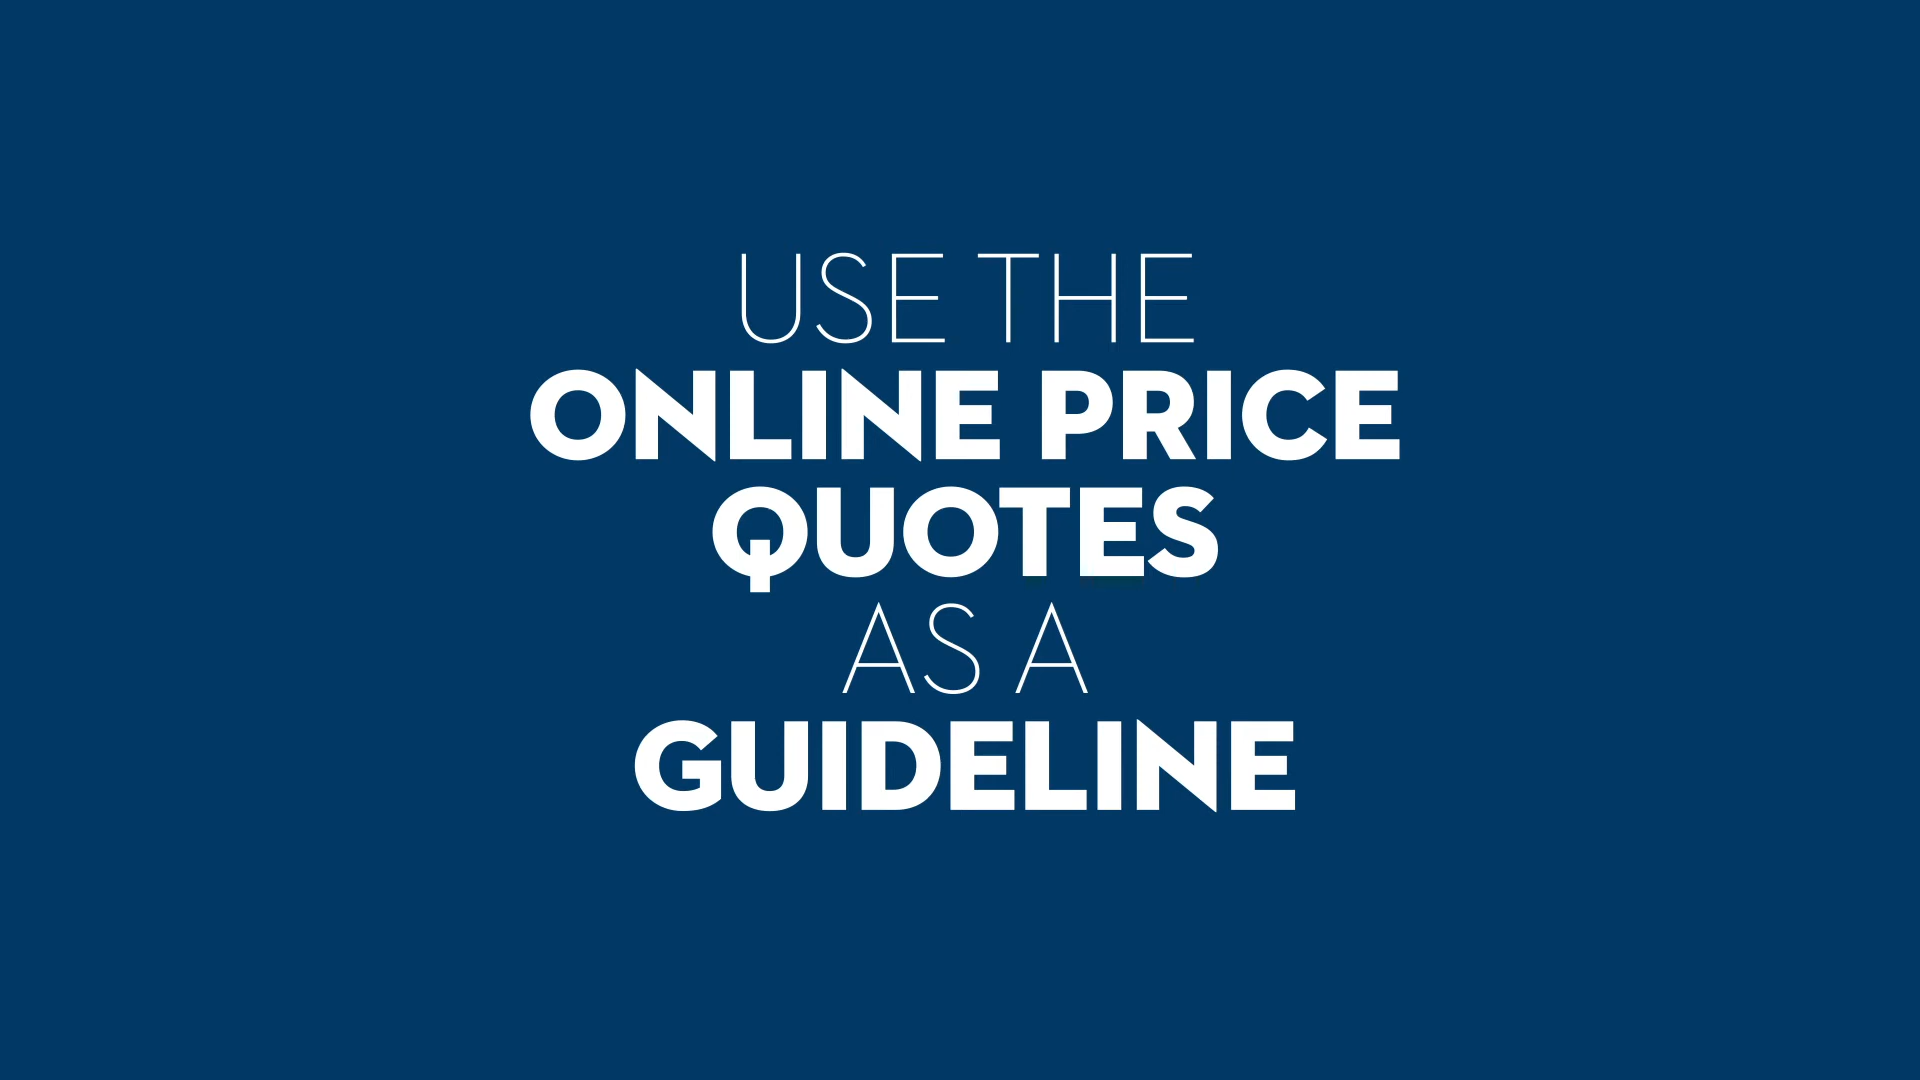 USE THE
ONLINE PRICE
QUOTES
AS A
GUIDELINE